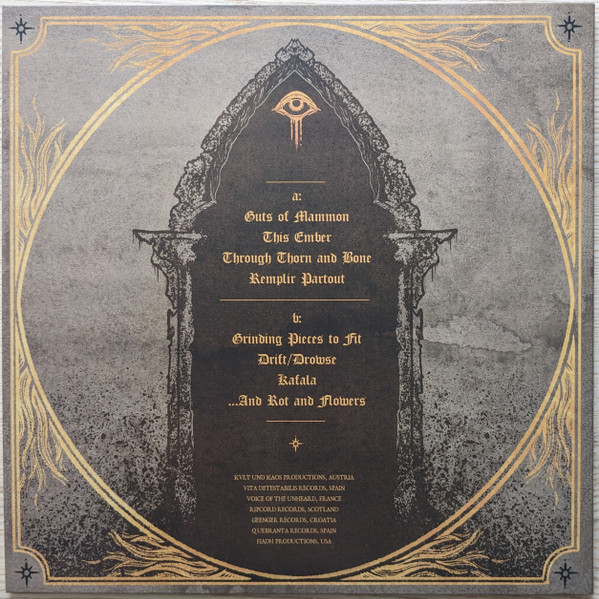 a:
Guts of Mammon
This Ember
Through Thorn and Bone
Remplir Partout
b:
Grinding Pieces to Fit
Drift/Drowse
Kafala
...And Rot and Flowers
KVLT UND KAOS PRODUCTIONS, AUSTRIA
VITA DETESTABILIS RECORDS, SPAIN
VOICE OF THE UNHEARD, FRANCE
RIPCORD RECORDS, SCOTLAND
GEENGER RECORDS, CROATIA
QUEBRANTA RECORDS, SPAIN
FIADH PRODUCTIONS, USA